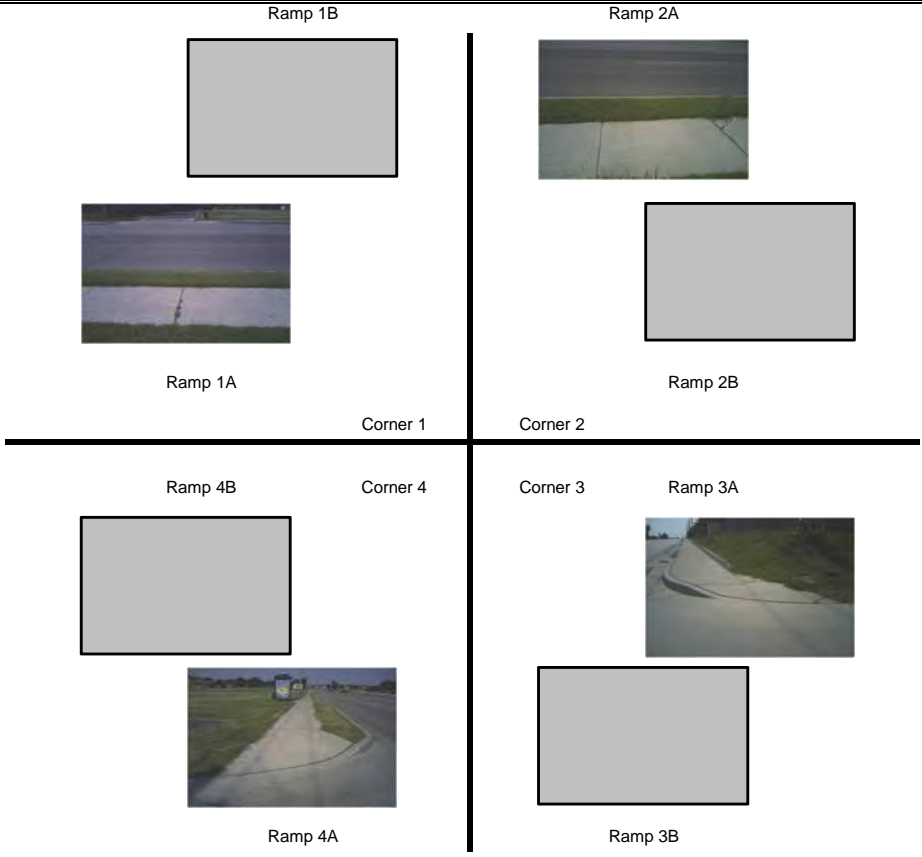 Ramp 1B
Ramp 2A
Ramp 1A
Ramp 2B
Corner 1
Corner 2
Ramp 4B
Corner 4
Corner 3
Ramp 3A
Ramp 4A
Ramp 3B